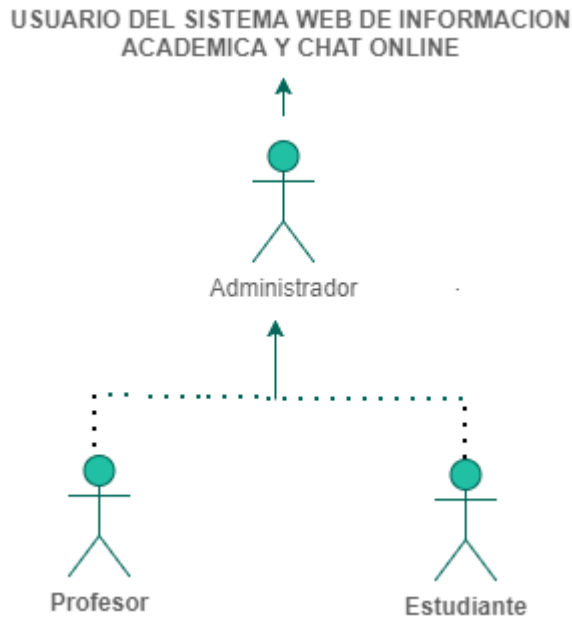 USUARIO DEL SISTEMA WEB DE INFORMACION
ACADEMICA Y CHAT ONLINE
Administrador
Profesor
Estudiante